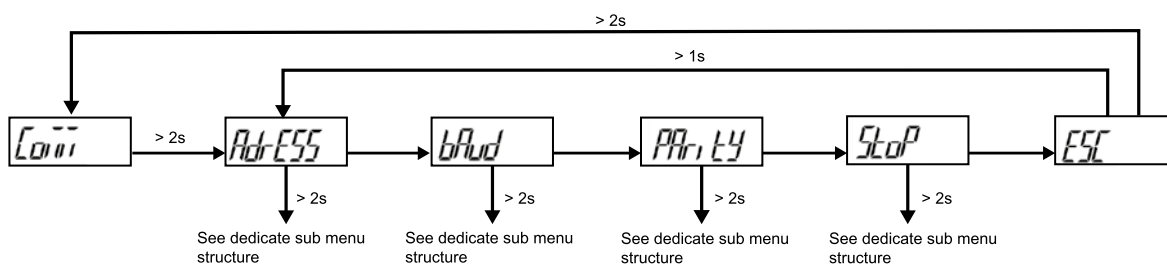 > 2s
> 1s
Comm
> 2s
AdrESS
bAud
PAritY
StoP
ESC
> 2s
> 2s
> 2s
> 2s
See dedicate sub menu
structure
See dedicate sub menu
structure
See dedicate sub menu
structure
See dedicate sub menu
structure